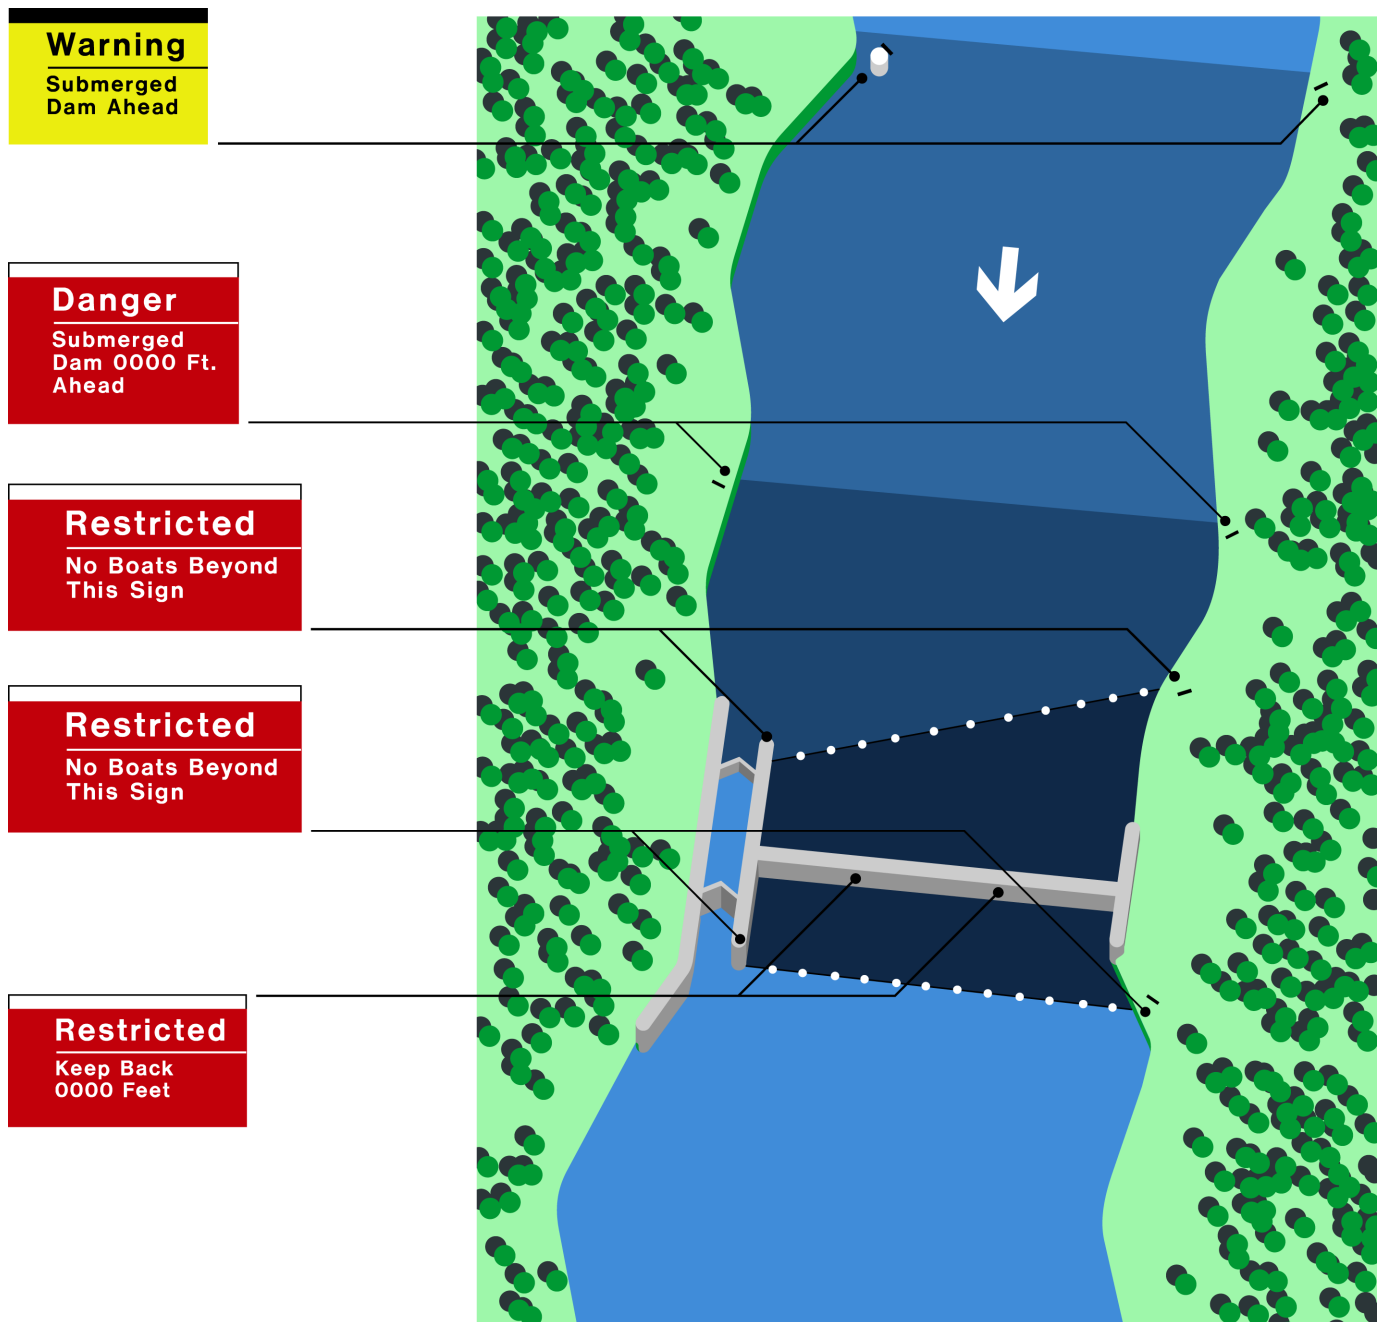 Warning
Submerged
Dam Ahead
Danger
Submerged
Dam 0000 Ft.
Ahead
Restricted
No Boats Beyond
This Sign
Restricted
No Boats Beyond
This Sign
Restricted
Keep Back
0000 Feet